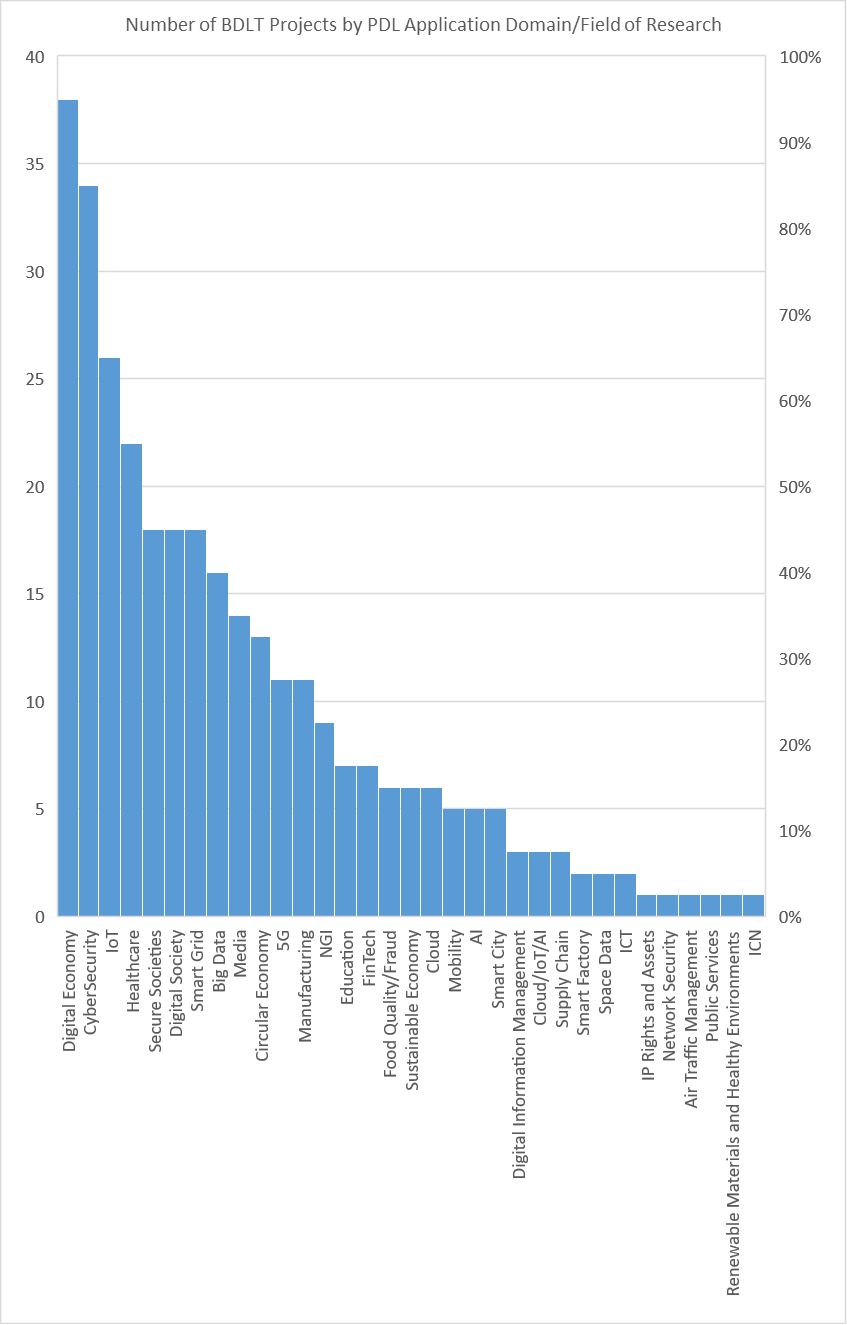 Number of BDLT Projects by PDL Application Domain/Field of Research
40
35
30
25
20
15
10
5
0
100%
90%
80%
70%
60%
50%
40%
30%
20%
10%
0%
Digital Economy
CyberSecurity
IoT
Healthcare
Secure Societies
Digital Society
Smart Grid
Big Data
Media
Circular Economy
5G
Manufacturing
NGI
Education
FinTech
Food Quality/Fraud
Sustainable Economy
Cloud
Mobility
AI
Smart City
Digital Information Management
Cloud/IoT/AI
Supply Chain
Smart Factory
Space Data
ICT
IP Rights and Assets
Network Security
Air Traffic Management
Public Services
Renewable Materials and Healthy Environments
ICN